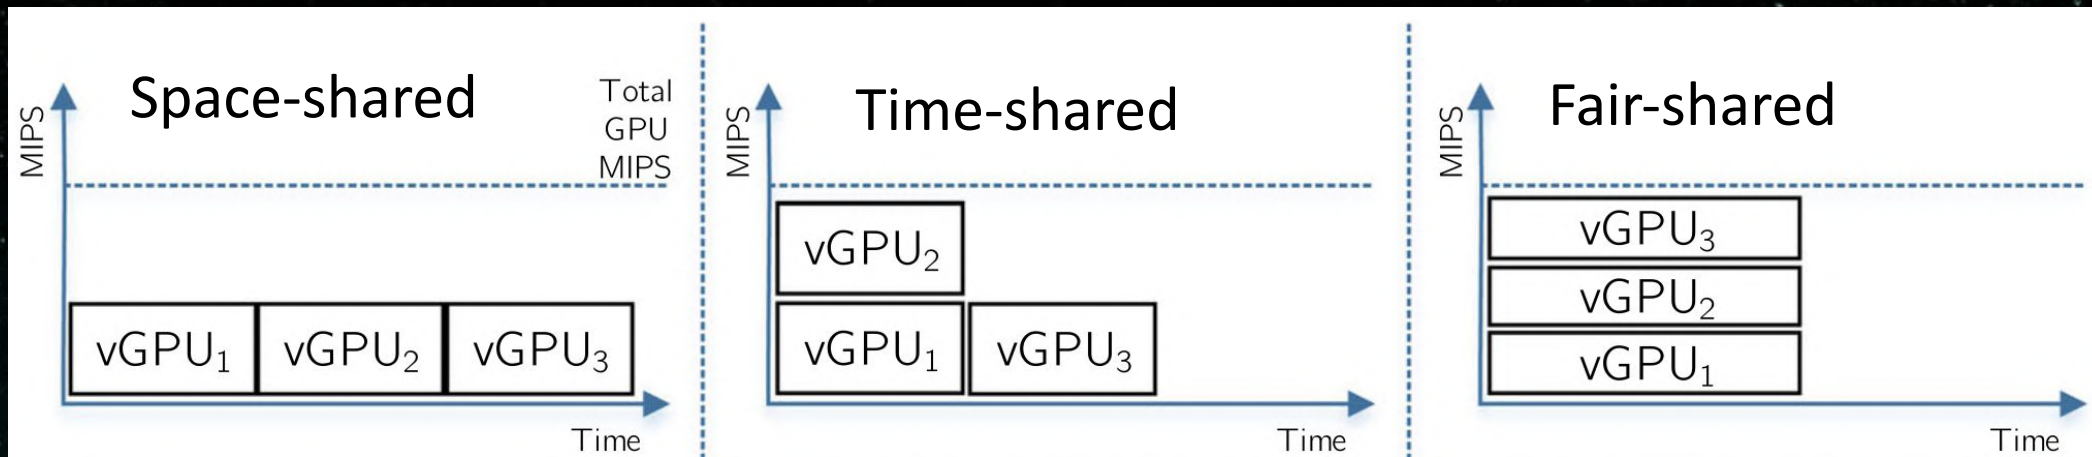 Space-shared
MIPS
Total
GPU
MIPS
vGPU₁
vGPU₂
vGPU₃
Time
Time-shared
MIPS
vGPU₂
vGPU₁
vGPU₃
Time
Fair-shared
MIPS
vGPU₃
vGPU₂
vGPU₁
Time